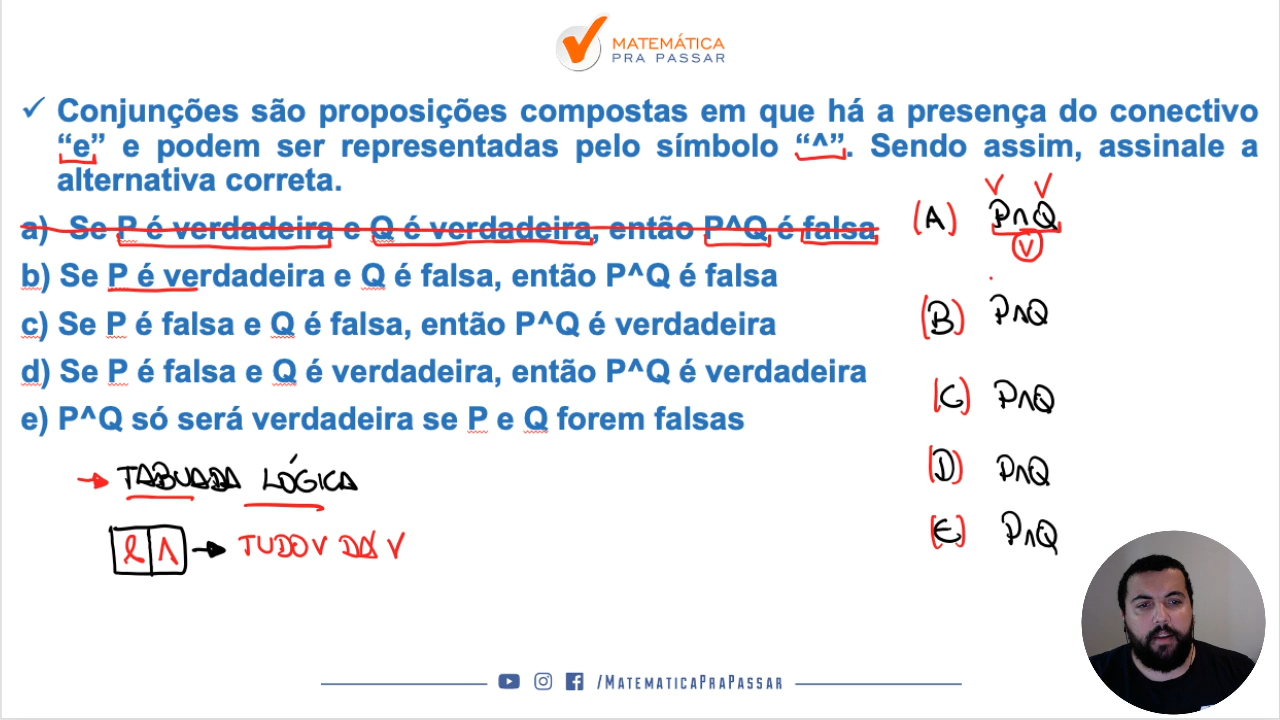 MATEMÁTICA
PRA PASSAR
✓ Conjunções são proposições compostas em que há a presença do conectivo
“e” e podem ser representadas pelo símbolo “^”. Sendo assim, assinale a
alternativa correta.
a) Se P é verdadeira e Q é verdadeira, então P^Q é falsa
b) Se P é verdadeira e Q é falsa, então P^Q é falsa
c) Se P é falsa e Q é falsa, então P^Q é verdadeira
d) Se P é falsa e Q é verdadeira, então P^Q é verdadeira
e) P^Q só será verdadeira se P e Q forem falsas
V V
(A) P∧Q
V
(B) P∧Q
(C) P∧Q
(D) P∧Q
(E) P∧Q
→ TABUADA LÓGICA
e ∧ → TUDO V DÁ V
/MATEMATICAPRAPASSAR